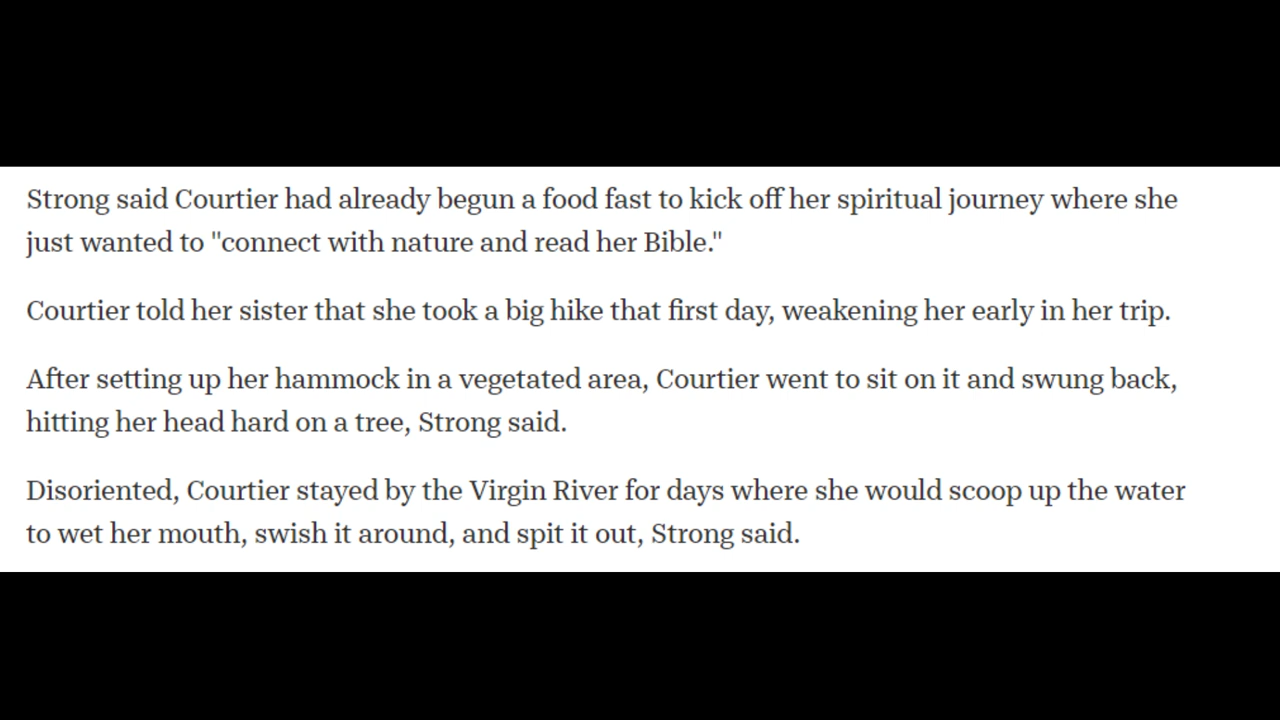 Strong said Courtier had already begun a food fast to kick off her spiritual journey where she
just wanted to "connect with nature and read her Bible."
Courtier told her sister that she took a big hike that first day, weakening her early in her trip.
After setting up her hammock in a vegetated area, Courtier went to sit on it and swung back,
hitting her head hard on a tree, Strong said.
Disoriented, Courtier stayed by the Virgin River for days where she would scoop up the water
to wet her mouth, swish it around, and spit it out, Strong said.